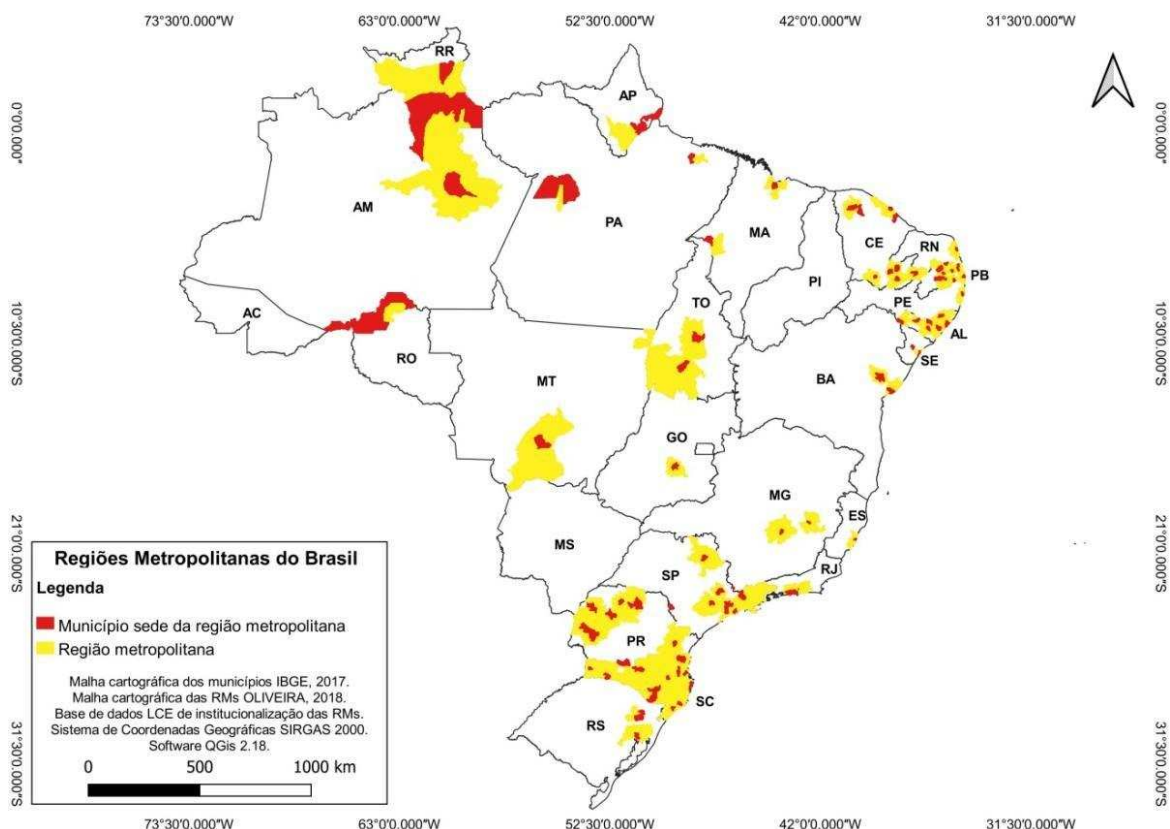 73°30'0.000"W 63°0'0.000"W 52°30'0.000"W 42°0'0.000"W 31°30'0.000"W
RR
AP
0°0'0.000" 0°0'0.000"
AM
PA
MA
CE
RN
PB
PI
TO
PE
AC
AL
SE
RO
BA
MT
10°30'0.000"S 10°30'0.000"S
GO
MG
ES
MS
RJ
SP
21°0'0.000"S 21°0'0.000"S
PR
SC
RS
31°30'0.000"S 31°30'0.000"S
Regiões Metropolitanas do Brasil
Legenda
Município sede da região metropolitana
Região metropolitana
Malha cartográfica dos municípios IBGE, 2017.
Malha cartográfica das RMs OLIVEIRA, 2018.
Base de dados LCE de institucionalização das RMs.
Sistema de Coordenadas Geográficas SIRGAS 2000.
Software QGis 2.18.
0 500 1000 km
73°30'0.000"W 63°0'0.000"W 52°30'0.000"W 42°0'0.000"W 31°30'0.000"W